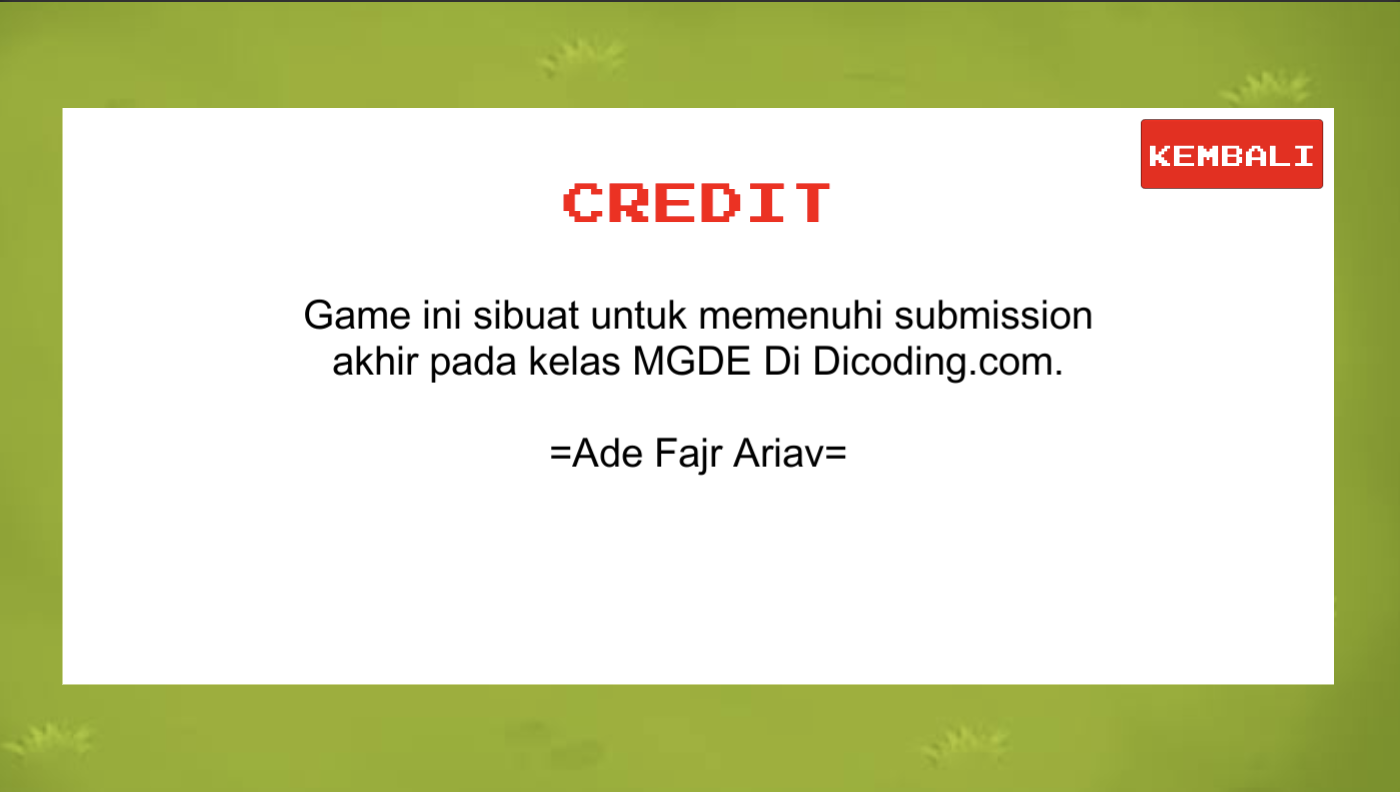 KEMBALI
CREDIT
Game ini sibuat untuk memenuhi submission
akhir pada kelas MGDE Di Dicoding.com.
=Ade Fajr Ariav=